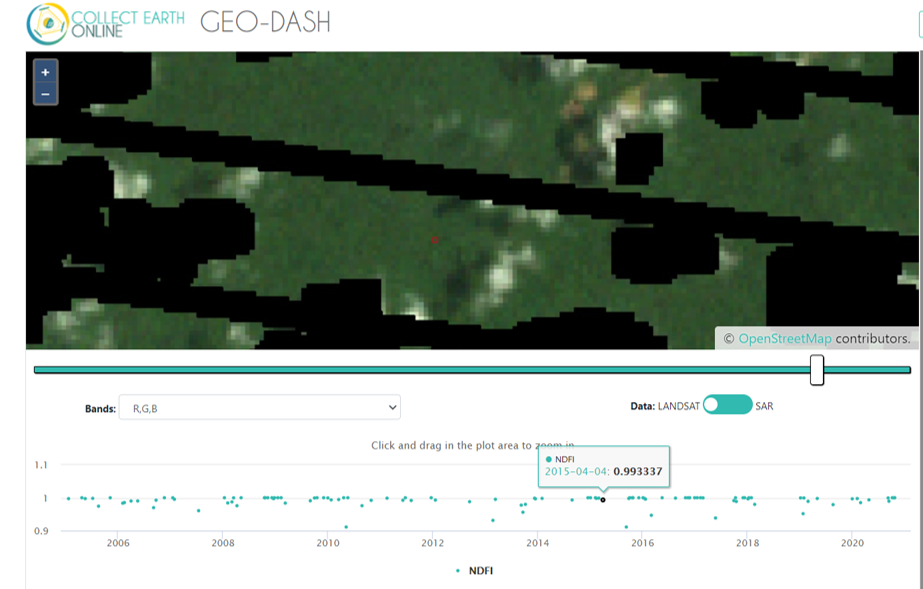 COLLECT EARTH
ONLINE
GEO-DASH
+
−
© OpenStreetMap contributors.
Bands: R,G,B
Data: LANDSAT SAR
Click and drag in the plot area to zoom in
NDFI
2015-04-04: 0.993337
1.1
1
0.9
2006 2008 2010 2012 2014 2016 2018 2020
NDFI